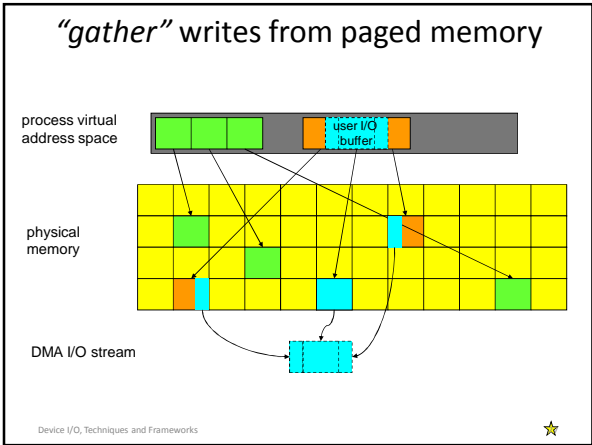 “gather” writes from paged memory
process virtual
address space
user I/O
buffer
physical
memory
DMA I/O stream
Device I/O, Techniques and Frameworks